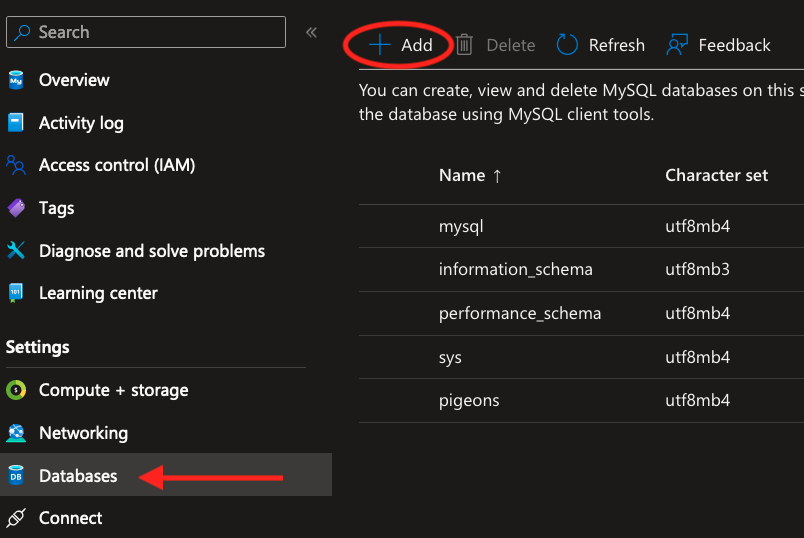 Search
«
Overview
Activity log
Access control (IAM)
Tags
Diagnose and solve problems
Learning center
Settings
Compute + storage
Networking
Databases
Connect
Add Delete Refresh Feedback
You can create, view and delete MySQL databases on this s
the database using MySQL client tools.
Name ↑ Character set
mysql utf8mb4
information_schema utf8mb3
performance_schema utf8mb4
sys utf8mb4
pigeons utf8mb4